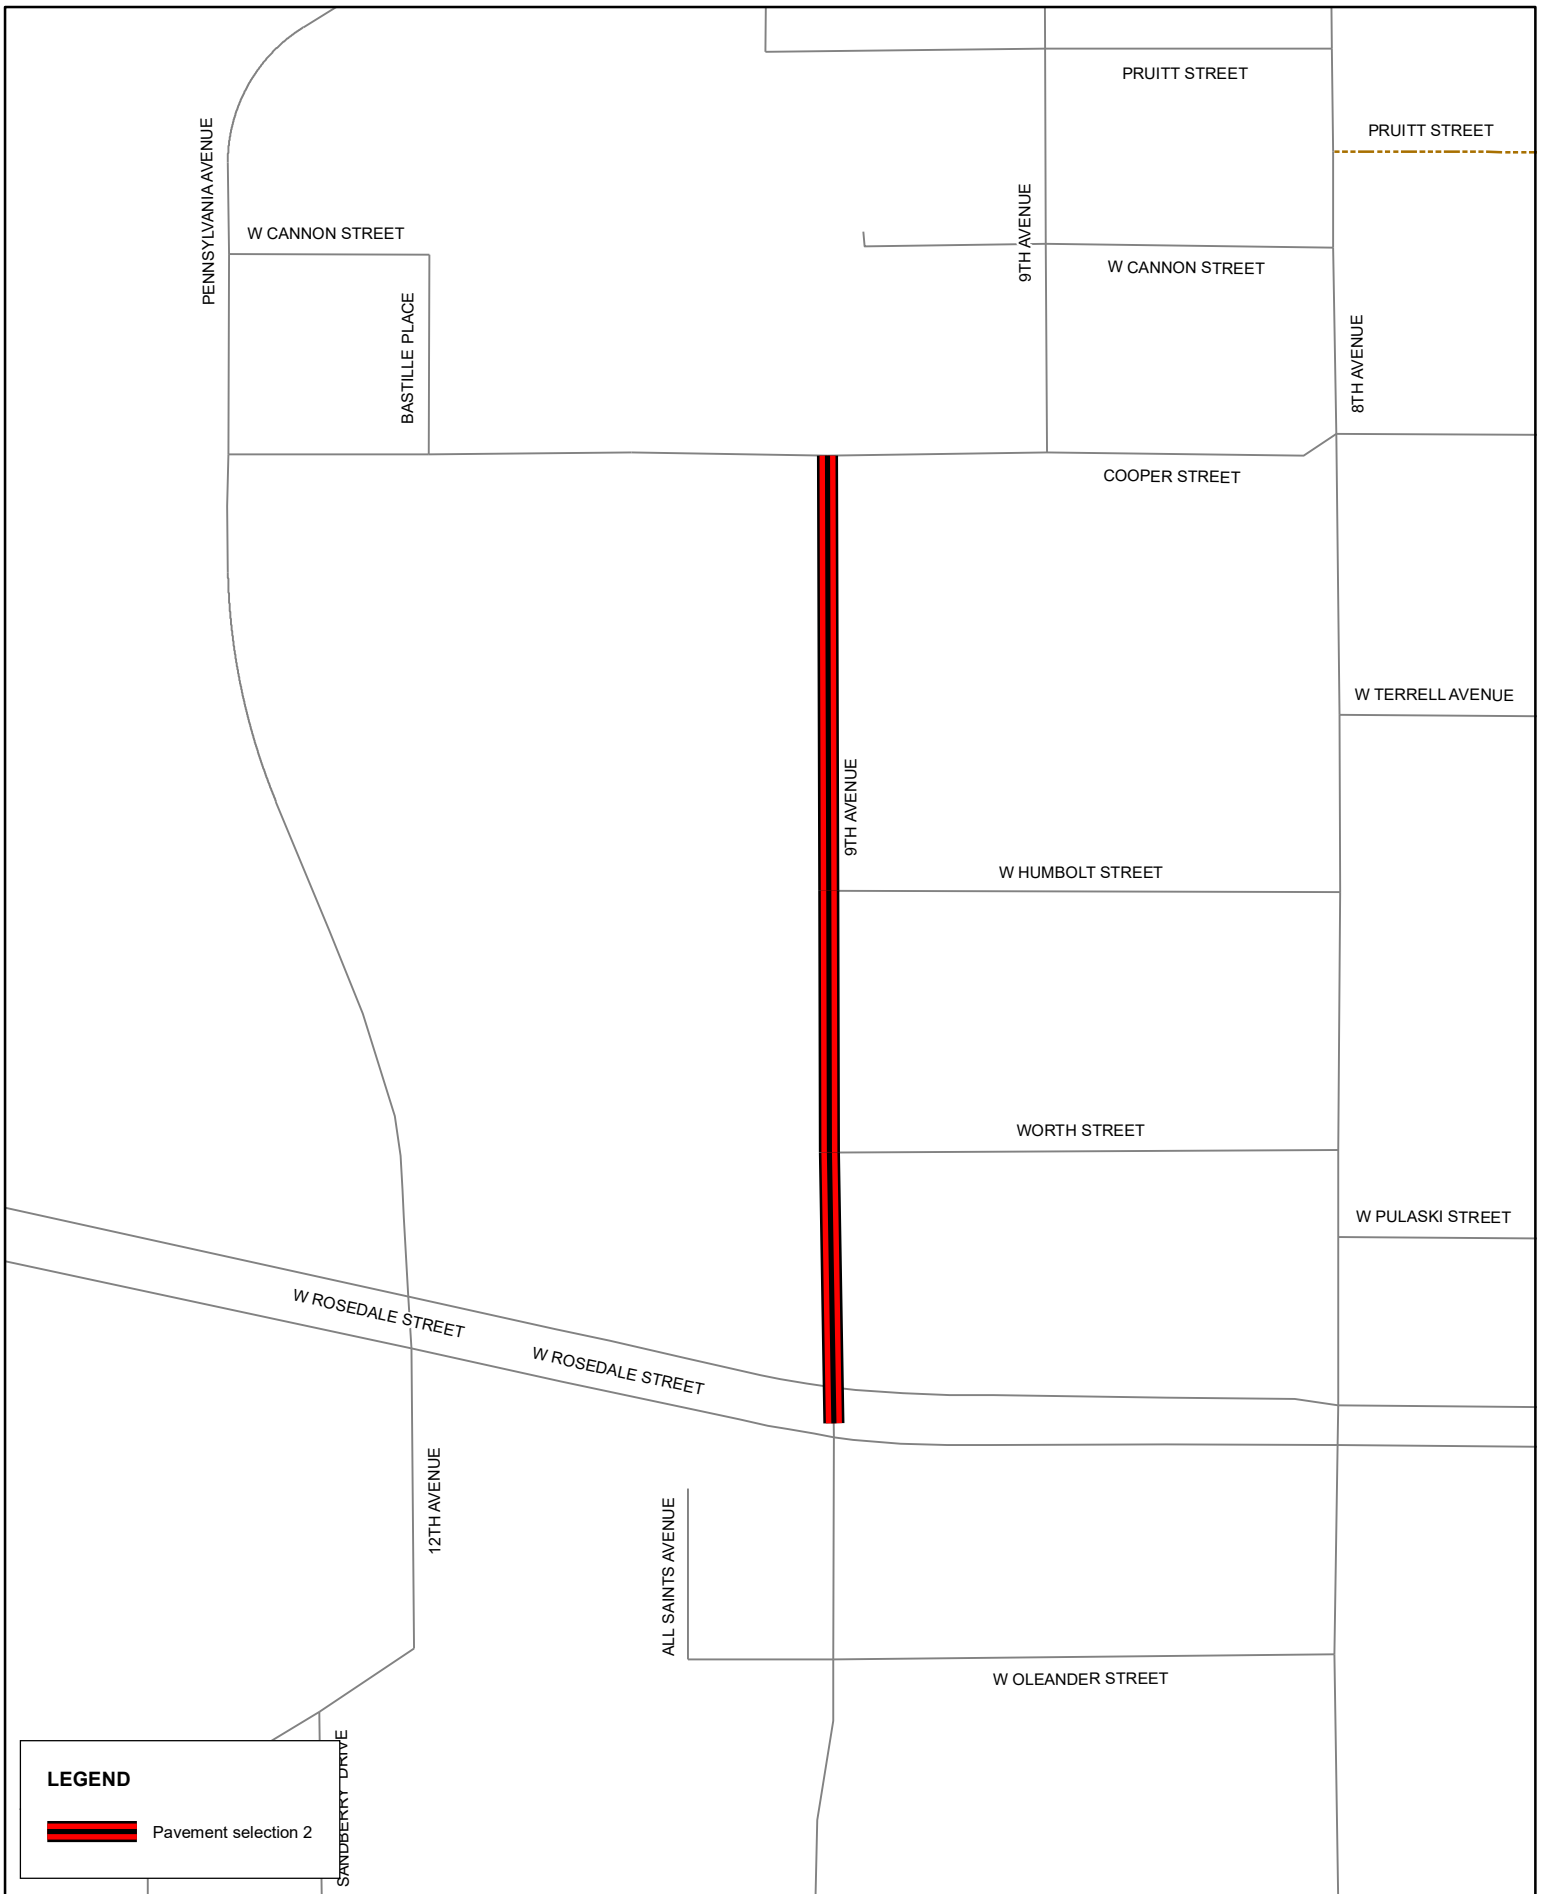 PRUITT STREET
PRUITT STREET
PENNSYLVANIA AVENUE
W CANNON STREET
9TH AVENUE
W CANNON STREET
BASTILLE PLACE
8TH AVENUE
COOPER STREET
W TERRELL AVENUE
9TH AVENUE
W HUMBOLT STREET
WORTH STREET
W PULASKI STREET
W ROSEDALE STREET
W ROSEDALE STREET
12TH AVENUE
ALL SAINTS AVENUE
W OLEANDER STREET
SANDBERRY DRIVE
LEGEND
Pavement selection 2